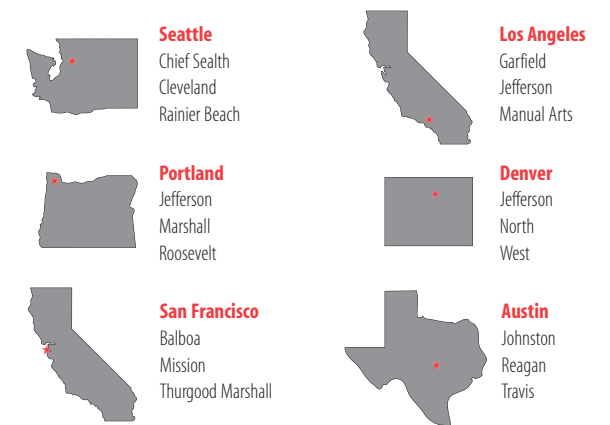 Seattle
Chief Sealth
Cleveland
Rainier Beach
Los Angeles
Garfield
Jefferson
Manual Arts
Portland
Jefferson
Marshall
Roosevelt
Denver
Jefferson
North
West
San Francisco
Balboa
Mission
Thurgood Marshall
Austin
Johnston
Reagan
Travis